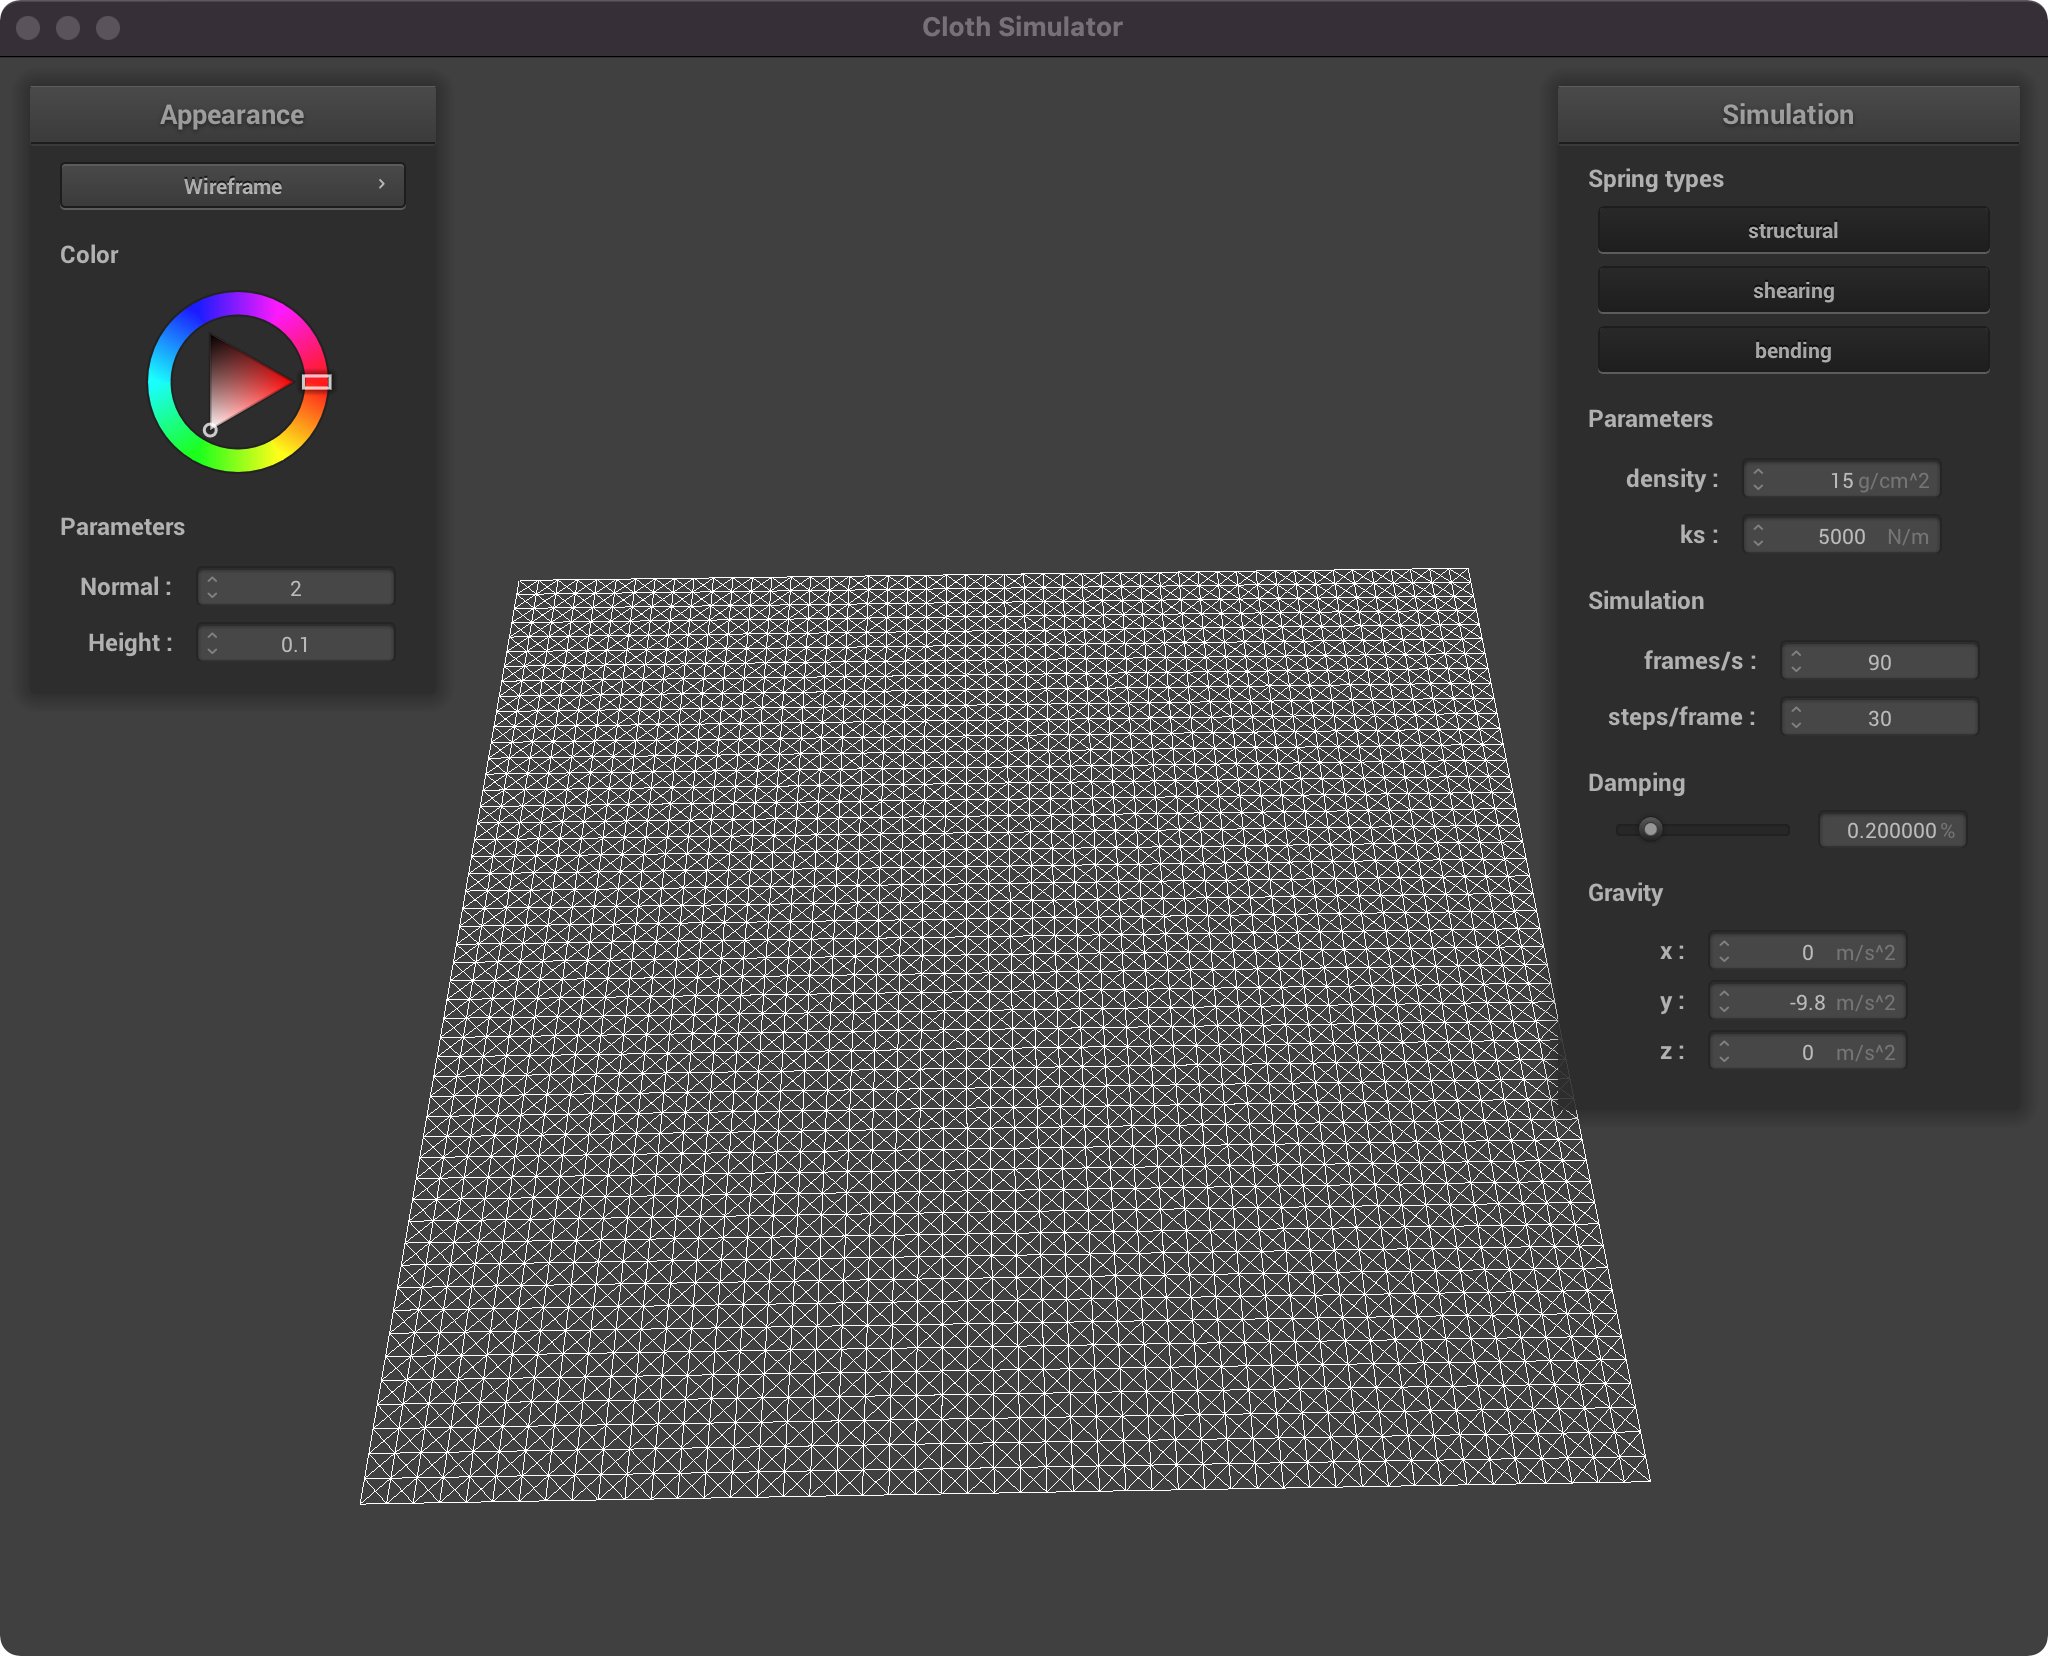 Cloth Simulator
Appearance
Wireframe
Color
Parameters
Normal : 2
Height : 0.1
Simulation
Spring types
structural
shearing
bending
Parameters
density : 15 g/cm^2
ks : 5000 N/m
Simulation
frames/s : 90
steps/frame : 30
Damping
0.200000 %
Gravity
x : 0 m/s^2
y : -9.8 m/s^2
z : 0 m/s^2